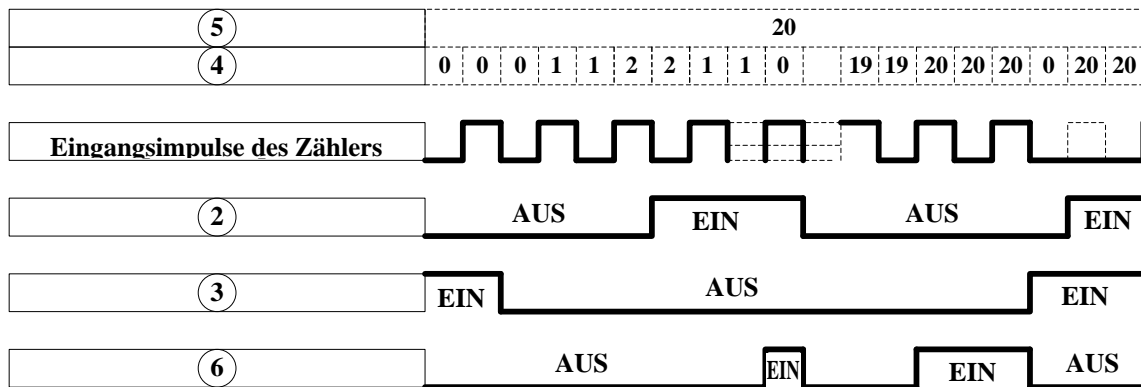 ⑤ 20
④ 0 0 0 1 1 2 2 1 1 0 19 19 20 20 20 0 20 20
Eingangsimpulse des Zählers
② AUS EIN AUS EIN
③ EIN AUS EIN
⑥ AUS EIN EIN AUS